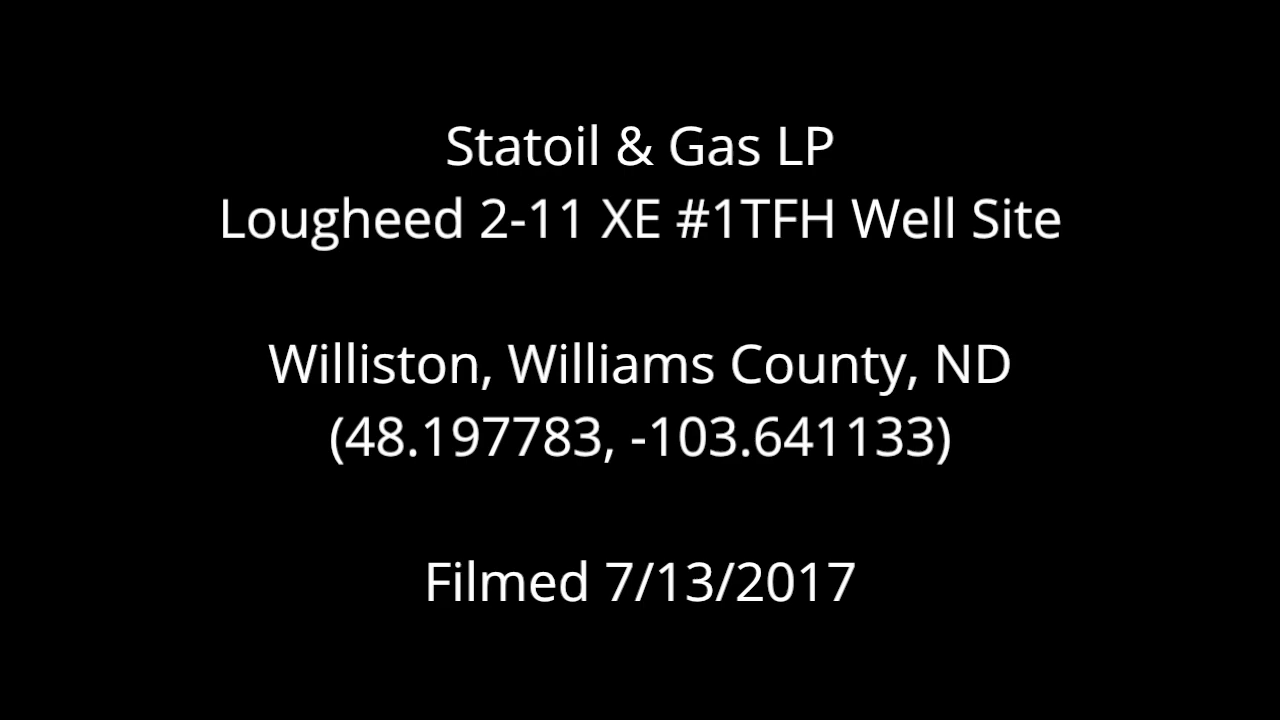 Statoil & Gas LP
Lougheed 2-11 XE #1TFH Well Site
Williston, Williams County, ND
(48.197783, -103.641133)
Filmed 7/13/2017